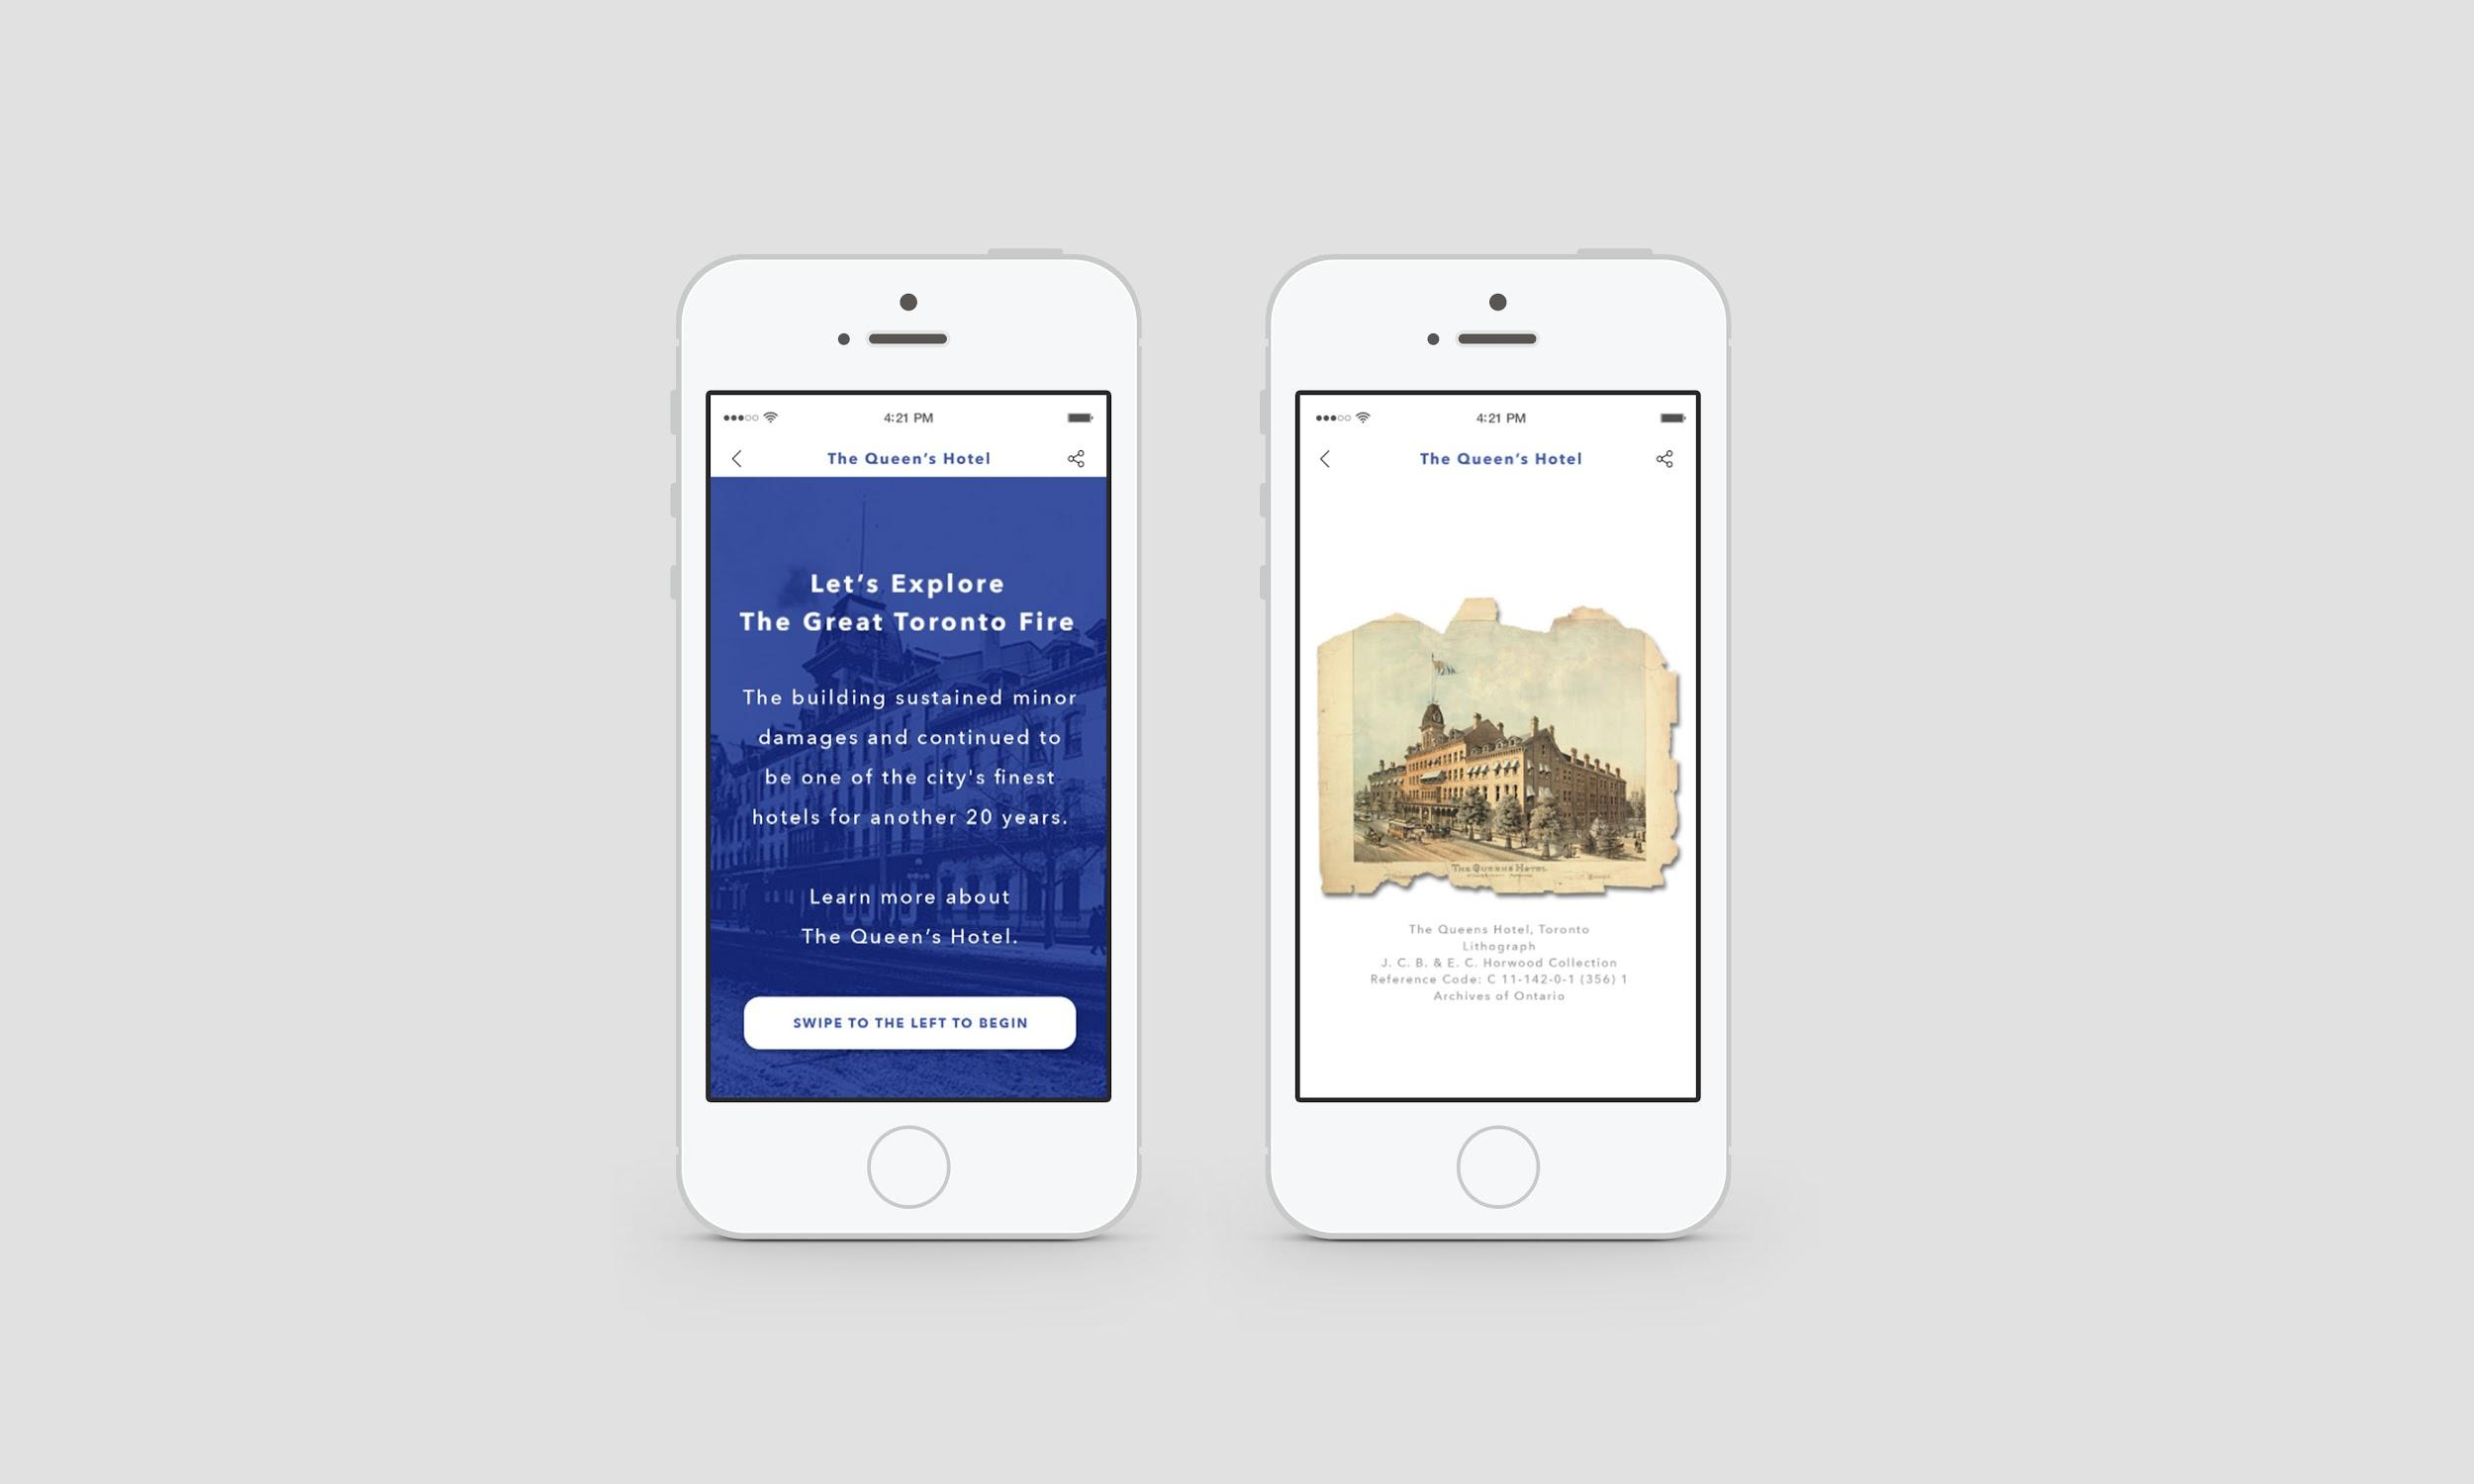 4:21 PM
The Queen’s Hotel
Let’s Explore
The Great Toronto Fire
The building sustained minor
damages and continued to
be one of the city's finest
hotels for another 20 years.
Learn more about
The Queen’s Hotel.
SWIPE TO THE LEFT TO BEGIN
4:21 PM
The Queen’s Hotel
The Queens Hotel
The Queens Hotel, Toronto
Lithograph
J. C. B. & E. C. Horwood Collection
Reference Code: C 11-142-0-1 (356) 1
Archives of Ontario